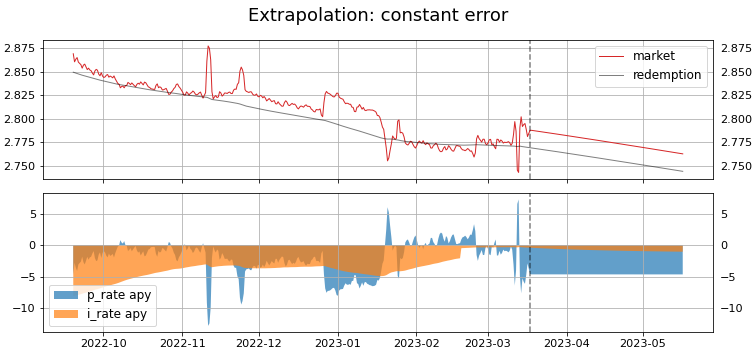 Extrapolation: constant error
2.875 2.875
2.850 2.850
2.825 2.825
2.800 2.800
2.775 2.775
2.750 2.750
market
redemption
5 5
0 0
−5 −5
−10 −10
p_rate apy
i_rate apy
2022-10 2022-11 2022-12 2023-01 2023-02 2023-03 2023-04 2023-05